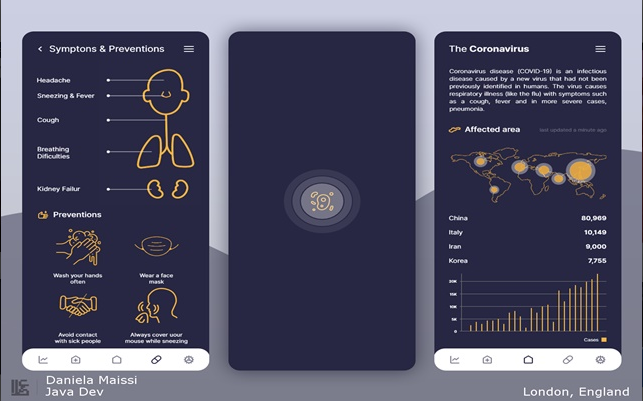 Symptons & Preventions
Headache
Sneezing & Fever
Cough
Breathing
Dificulties
Kidney Failur
Preventions
Wash your hands
often
Wear a face
mask
Avoid contact
with sick people
Always cover uour
mouse while sneezing
The Coronavirus
Coronavirus disease (COVID-19) is an infectious
disease caused by a new virus that had not been
previously identified in humans. The virus causes
respiratory illness (like the flu) with symptoms such
as a cough, fever and in more severe cases,
pneumonia.
Affected area
last updated a minute ago
China 80,969
Italy 10,149
Iran 9,000
Korea 7,755
20K
15K
10K
5K
0
Cases
Daniela Maissi
Java Dev
London, England